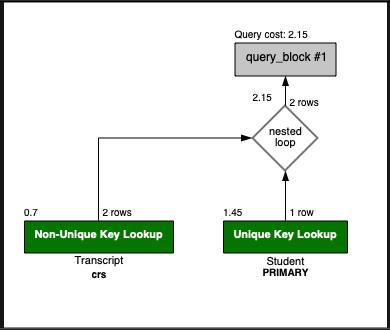 Query cost: 2.15
query_block #1
2.15 2 rows
nested
loop
0.7 2 rows
Non-Unique Key Lookup
Transcript
crs
1.45 1 row
Unique Key Lookup
Student
PRIMARY